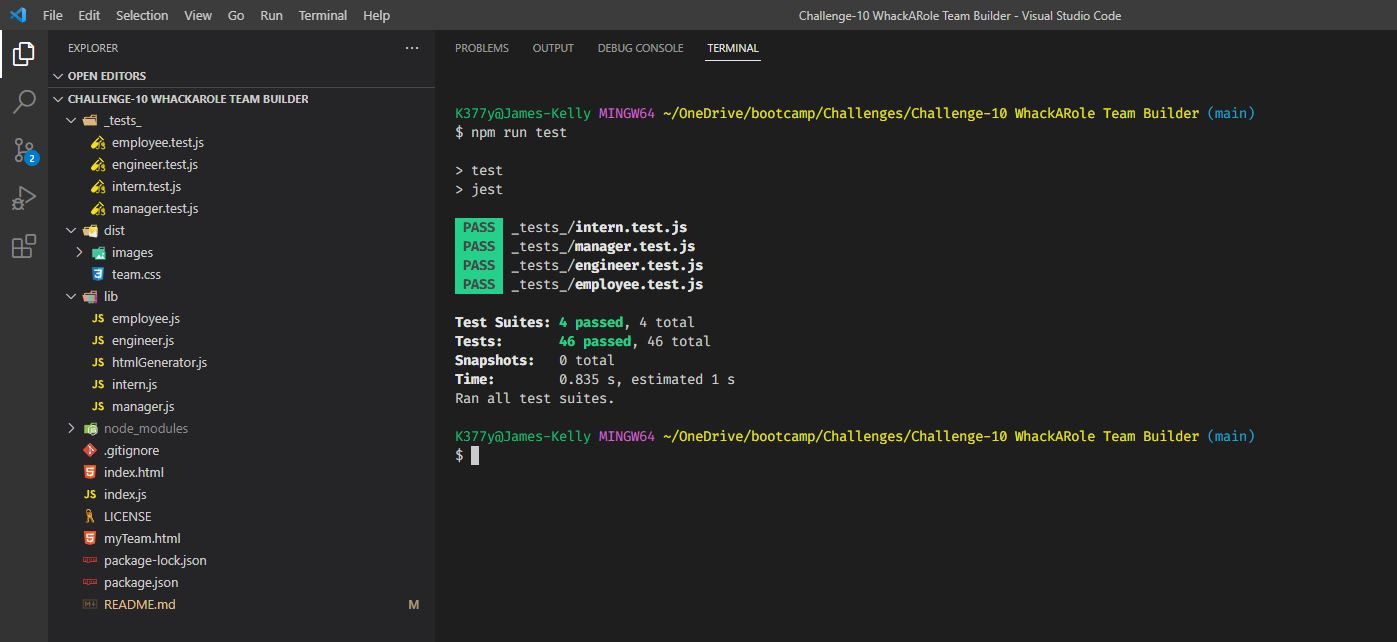 File Edit Selection View Go Run Terminal Help Challenge-10 WhackARole Team Builder - Visual Studio Code
EXPLORER
OPEN EDITORS
CHALLENGE-10 WHACKAROLE TEAM BUILDER
_tests_
employee.test.js
engineer.test.js
intern.test.js
manager.test.js
dist
images
team.css
lib
JS employee.js
JS engineer.js
JS htmlGenerator.js
JS intern.js
JS manager.js
node_modules
.gitignore
index.html
JS index.js
LICENSE
myTeam.html
package-lock.json
package.json
README.md M
2
PROBLEMS OUTPUT DEBUG CONSOLE TERMINAL
K377y@James-Kelly MINGW64 ~/OneDrive/bootcamp/Challenges/Challenge-10 WhackARole Team Builder (main)
$ npm run test
> test
> jest
PASS _tests_/intern.test.js
PASS _tests_/manager.test.js
PASS _tests_/engineer.test.js
PASS _tests_/employee.test.js
Test Suites: 4 passed, 4 total
Tests: 46 passed, 46 total
Snapshots: 0 total
Time: 0.835 s, estimated 1 s
Ran all test suites.
K377y@James-Kelly MINGW64 ~/OneDrive/bootcamp/Challenges/Challenge-10 WhackARole Team Builder (main)
$